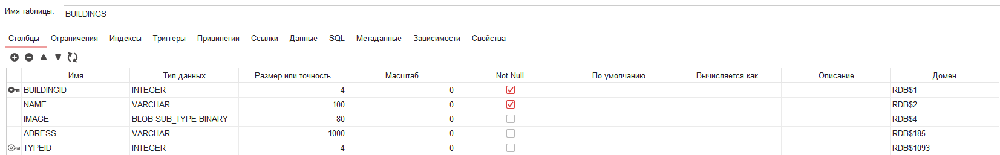 Имя таблицы: BUILDINGS
Столбцы Ограничения Индексы Триггеры Привилегии Ссылки Данные SQL Метаданные Зависимости Свойства
Имя Тип данных Размер или точность Масштаб Not Null По умолчанию Вычисляется как Описание Домен
BUILDINGID INTEGER 4 0 RDB$1
NAME VARCHAR 100 0 RDB$2
IMAGE BLOB SUB_TYPE BINARY 80 0 RDB$4
ADRESS VARCHAR 1000 0 RDB$185
TYPEID INTEGER 4 0 RDB$1093